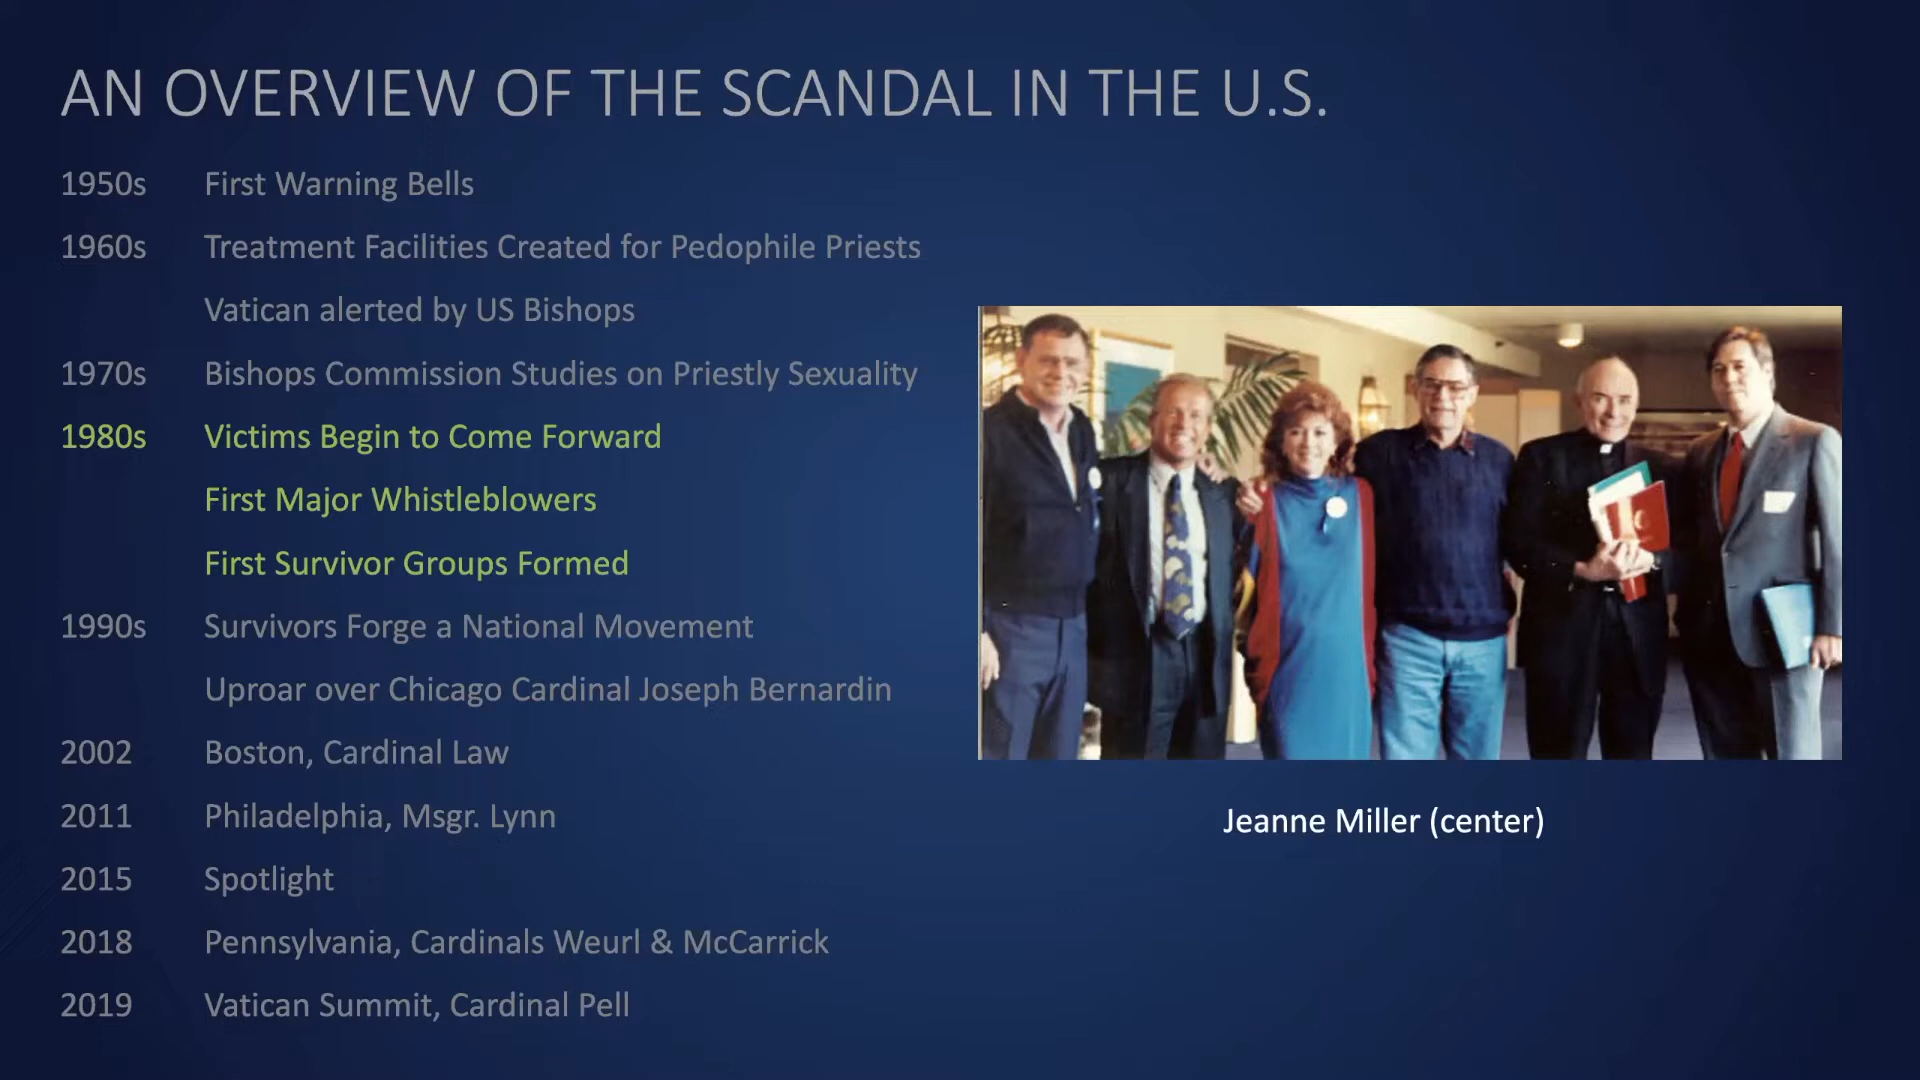 AN OVERVIEW OF THE SCANDAL IN THE U.S.
1950s First Warning Bells
1960s Treatment Facilities Created for Pedophile Priests
Vatican alerted by US Bishops
1970s Bishops Commission Studies on Priestly Sexuality
1980s Victims Begin to Come Forward
First Major Whistleblowers
First Survivor Groups Formed
1990s Survivors Forge a National Movement
Uproar over Chicago Cardinal Joseph Bernardin
2002 Boston, Cardinal Law
2011 Philadelphia, Msgr. Lynn
2015 Spotlight
2018 Pennsylvania, Cardinals Weurl & McCarrick
2019 Vatican Summit, Cardinal Pell
Jeanne Miller (center)